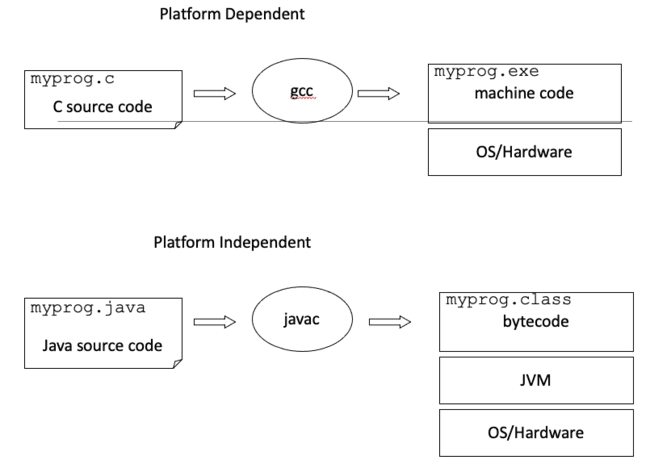 Platform Dependent
myprog.c
C source code
gcc
myprog.exe
machine code
OS/Hardware
Platform Independent
myprog.java
Java source code
javac
myprog.class
bytecode
JVM
OS/Hardware